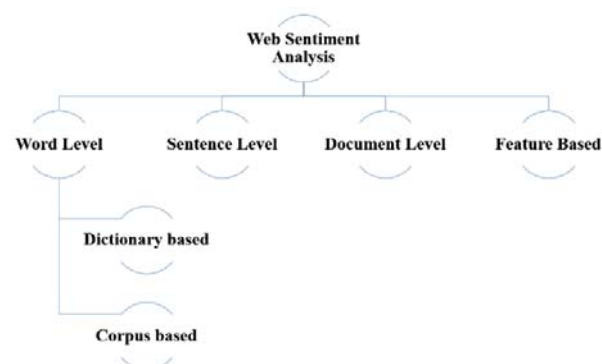 Web Sentiment
Analysis
Word Level
Sentence Level
Document Level
Feature Based
Dictionary based
Corpus based